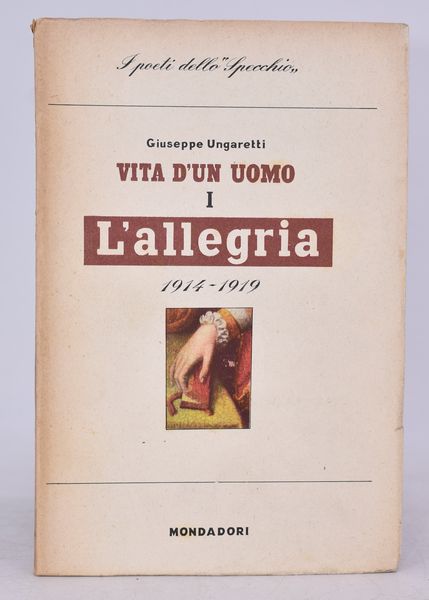 I poeti dello "Specchio„
Giuseppe Ungaretti
VITA D'UN UOMO
I
L'allegria
1914-1919
MONDADORI